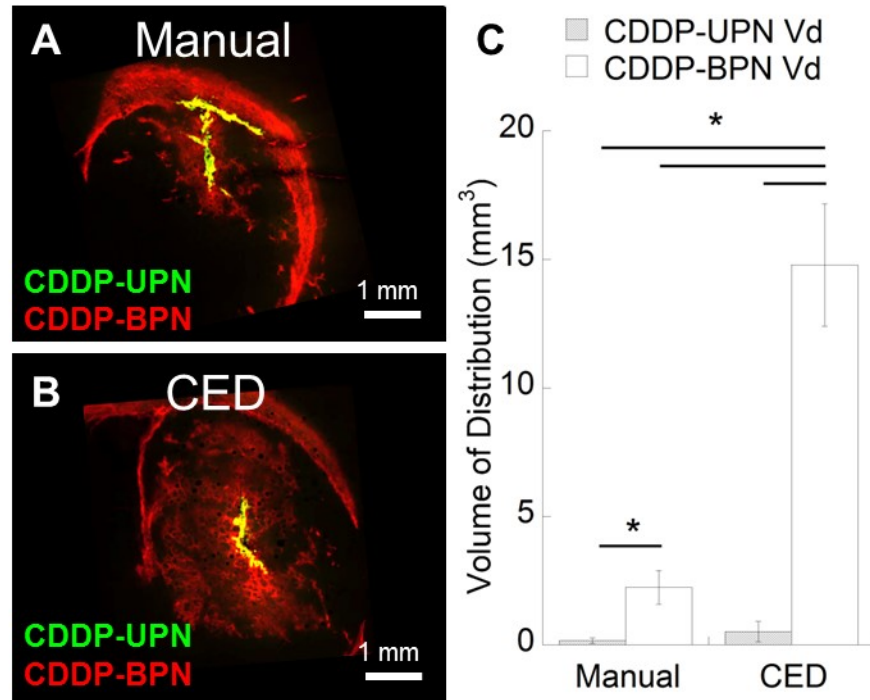 A
Manual
CDDP-UPN
CDDP-BPN
1 mm
B
CED
CDDP-UPN
CDDP-BPN
1 mm
C
CDDP-UPN Vd
CDDP-BPN Vd
Volume of Distribution (mm³)
20
15
10
5
0
*
*
Manual
CED